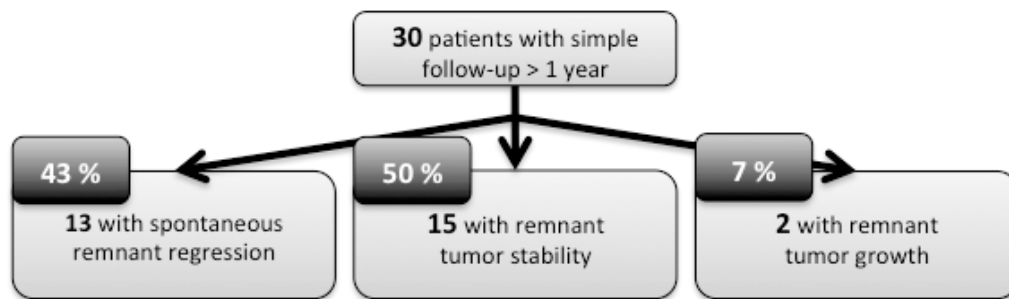 30 patients with simple
follow-up > 1 year
43 %
13 with spontaneous
remnant regression
50 %
15 with remnant
tumor stability
7 %
2 with remnant
tumor growth